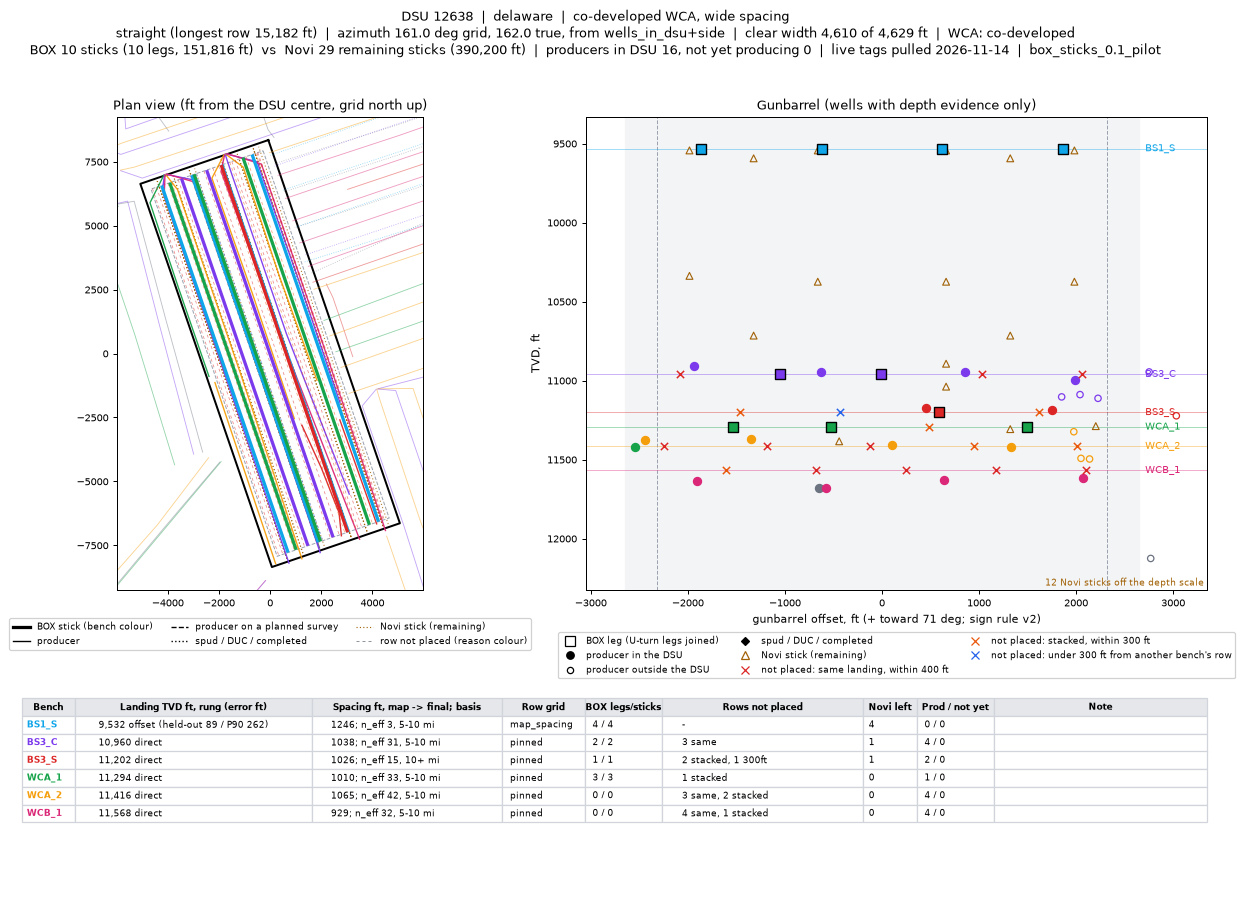 DSU 12638 | delaware | co-developed WCA, wide spacing
straight (longest row 15,182 ft) | azimuth 161.0 deg grid, 162.0 true, from wells_in_dsu+side | clear width 4,610 of 4,629 ft | WCA: co-developed
BOX 10 sticks (10 legs, 151,816 ft) vs Novi 29 remaining sticks (390,200 ft) | producers in DSU 16, not yet producing 0 | live tags pulled 2026-11-14 | box_sticks_0.1_pilot
Plan view (ft from the DSU centre, grid north up)
7500
5000
2500
0
−2500
−5000
−7500
−4000 −2000 0 2000 4000
BOX stick (bench colour)
producer
producer on a planned survey
spud / DUC / completed
Novi stick (remaining)
row not placed (reason colour)
Gunbarrel (wells with depth evidence only)
TVD, ft
9500
10000
10500
11000
11500
12000
BS1_S
BS3_C
BS3_S
WCA_1
WCA_2
WCB_1
12 Novi sticks off the depth scale
−3000 −2000 −1000 0 1000 2000 3000
gunbarrel offset, ft (+ toward 71 deg; sign rule v2)
BOX leg (U-turn legs joined)
producer in the DSU
producer outside the DSU
spud / DUC / completed
Novi stick (remaining)
not placed: same landing, within 400 ft
not placed: stacked, within 300 ft
not placed: under 300 ft from another bench's row
Bench Landing TVD ft, rung (error ft) Spacing ft, map -> final; basis Row grid BOX legs/sticks Rows not placed Novi left Prod / not yet Note
BS1_S 9,532 offset (held-out 89 / P90 262) 1246; n_eff 3, 5-10 mi map_spacing 4 / 4 - 4 0 / 0
BS3_C 10,960 direct 1038; n_eff 31, 5-10 mi pinned 2 / 2 3 same 1 4 / 0
BS3_S 11,202 direct 1026; n_eff 15, 10+ mi pinned 1 / 1 2 stacked, 1 300ft 1 2 / 0
WCA_1 11,294 direct 1010; n_eff 33, 5-10 mi pinned 3 / 3 1 stacked 0 1 / 0
WCA_2 11,416 direct 1065; n_eff 42, 5-10 mi pinned 0 / 0 3 same, 2 stacked 0 4 / 0
WCB_1 11,568 direct 929; n_eff 32, 5-10 mi pinned 0 / 0 4 same, 1 stacked 0 4 / 0